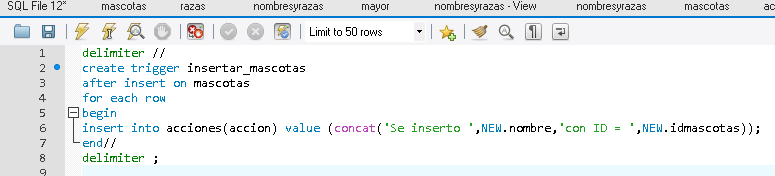 SQL File 12* mascotas razas nombresyrazas mayor nombresyrazas - View nombresyrazas mascotas ac
Limit to 50 rows
1 delimiter //
2 create trigger insertar_mascotas
3 after insert on mascotas
4 for each row
5 begin
6 insert into acciones(accion) value (concat('Se inserto ',NEW.nombre,'con ID = ',NEW.idmascotas));
7 end//
8 delimiter ;
9